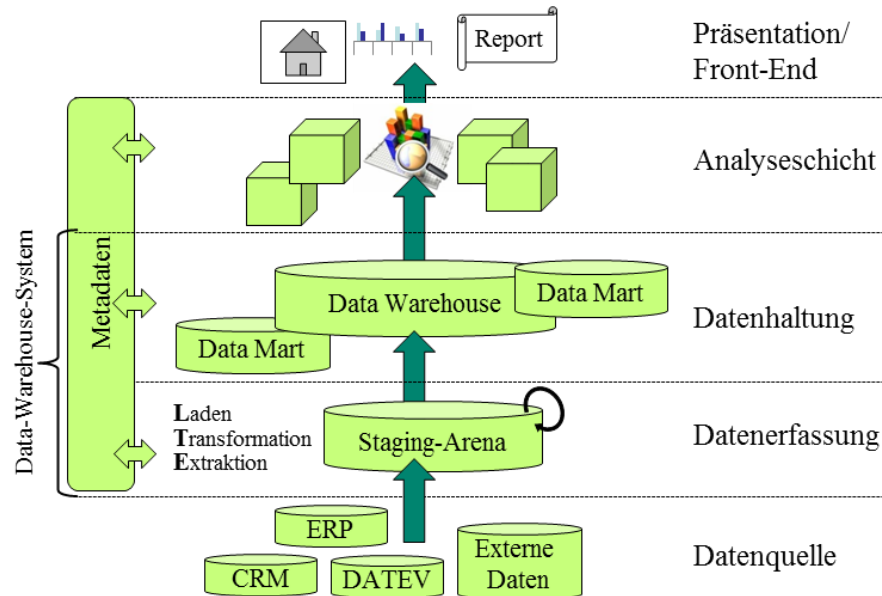 Report
Präsentation/
Front-End
Analyseschicht
Data-Warehouse-System
Metadaten
Data Warehouse
Data Mart
Data Mart
Datenhaltung
Laden
Transformation
Extraktion
Staging-Arena
Datenerfassung
ERP
CRM
DATEV
Externe
Daten
Datenquelle